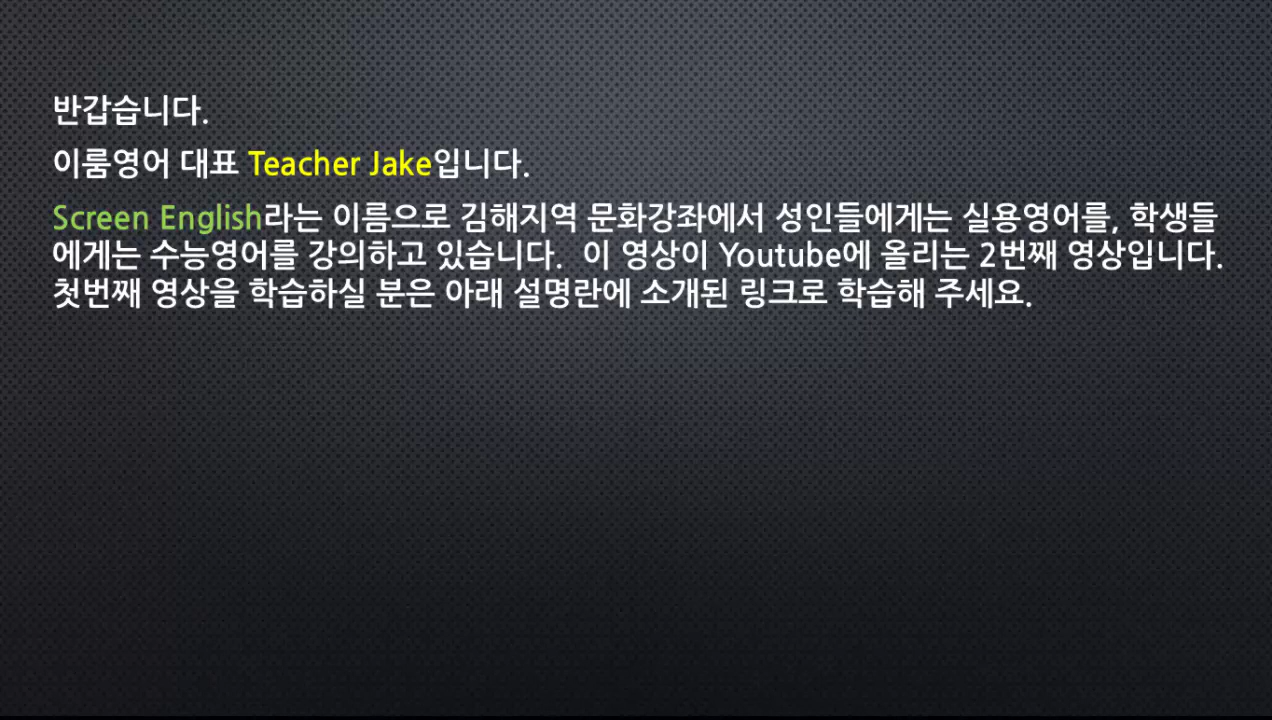 반갑습니다.
이룸영어 대표 Teacher Jake입니다.
Screen English라는 이름으로 김해지역 문화강좌에서 성인들에게는 실용영어를, 학생들
에게는 수능영어를 강의하고 있습니다.  이 영상이 Youtube에 올리는 2번째 영상입니다.
첫번째 영상을 학습하실 분은 아래 설명란에 소개된 링크로 학습해 주세요.